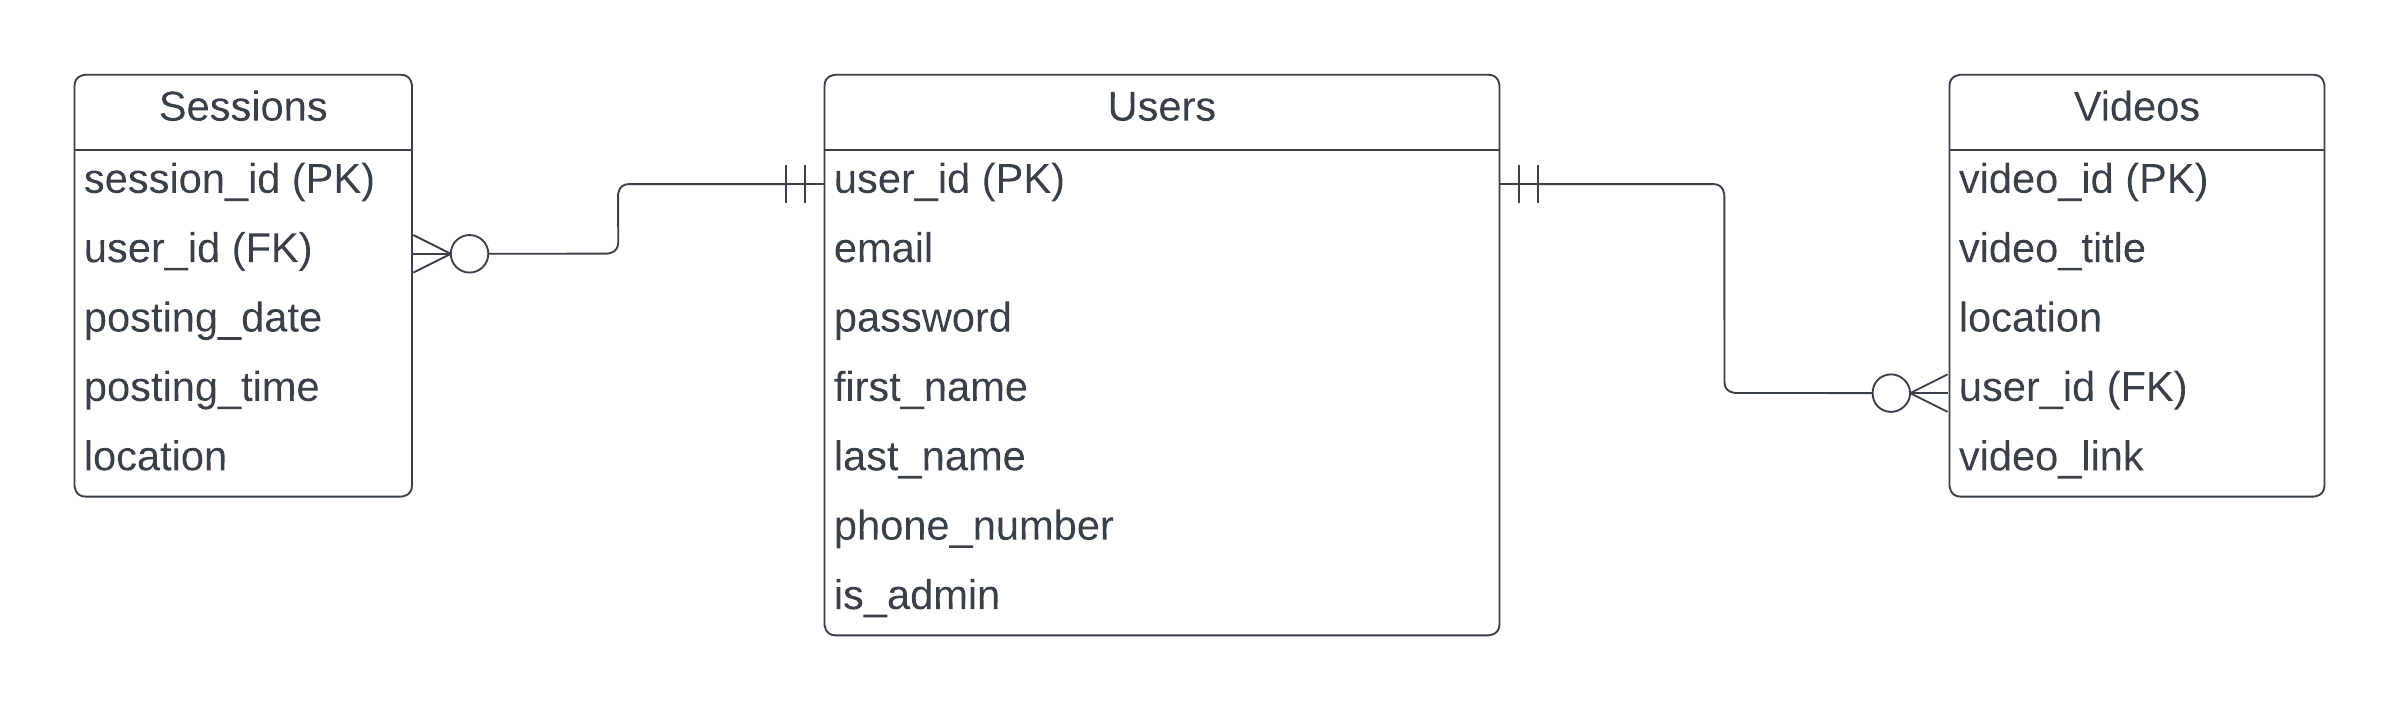 Sessions
session_id (PK)
user_id (FK)
posting_date
posting_time
location
Users
user_id (PK)
email
password
first_name
last_name
phone_number
is_admin
Videos
video_id (PK)
video_title
location
user_id (FK)
video_link